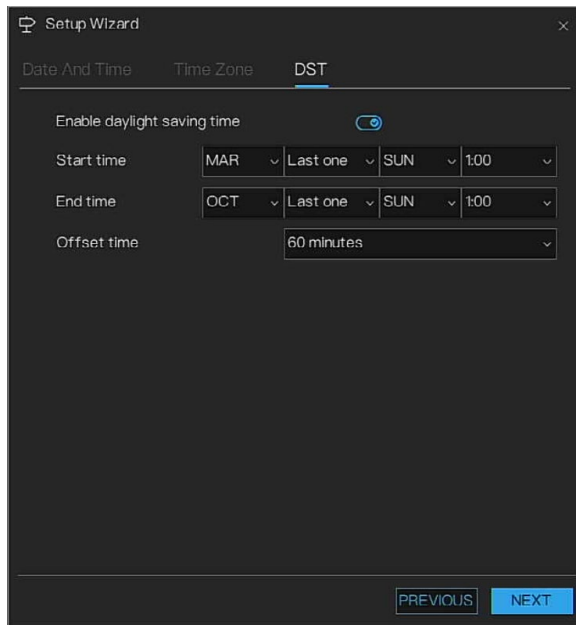 Setup Wizard
Date And Time Time Zone DST
Enable daylight saving time
Start time MAR Last one SUN 1:00
End time OCT Last one SUN 1:00
Offset time 60 minutes
PREVIOUS NEXT